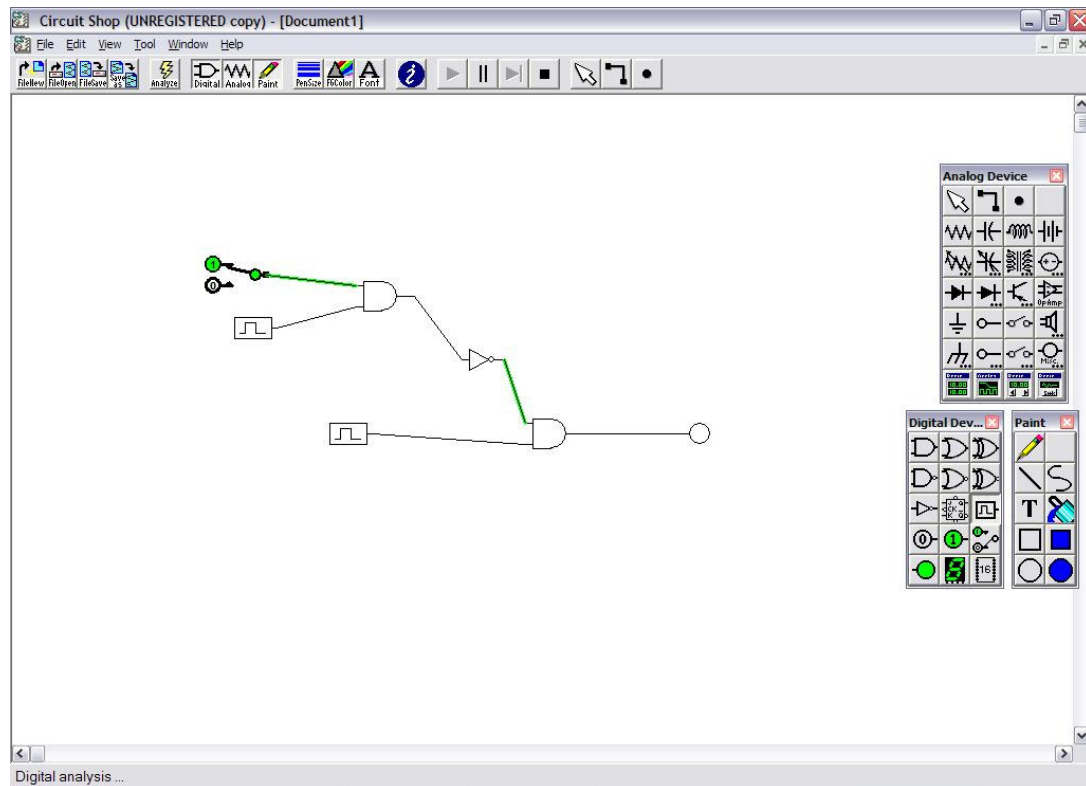 Circuit Shop (UNREGISTERED copy) - [Document1]
File Edit View Tool Window Help
FileNew FileOpen FileSave Save as Analyze Digital Analog Paint PenSize FGColor Font
Analog Device
1
0
OpAmp
Misc.
Digital Dev... Paint
T
0 1
16
Digital analysis ...